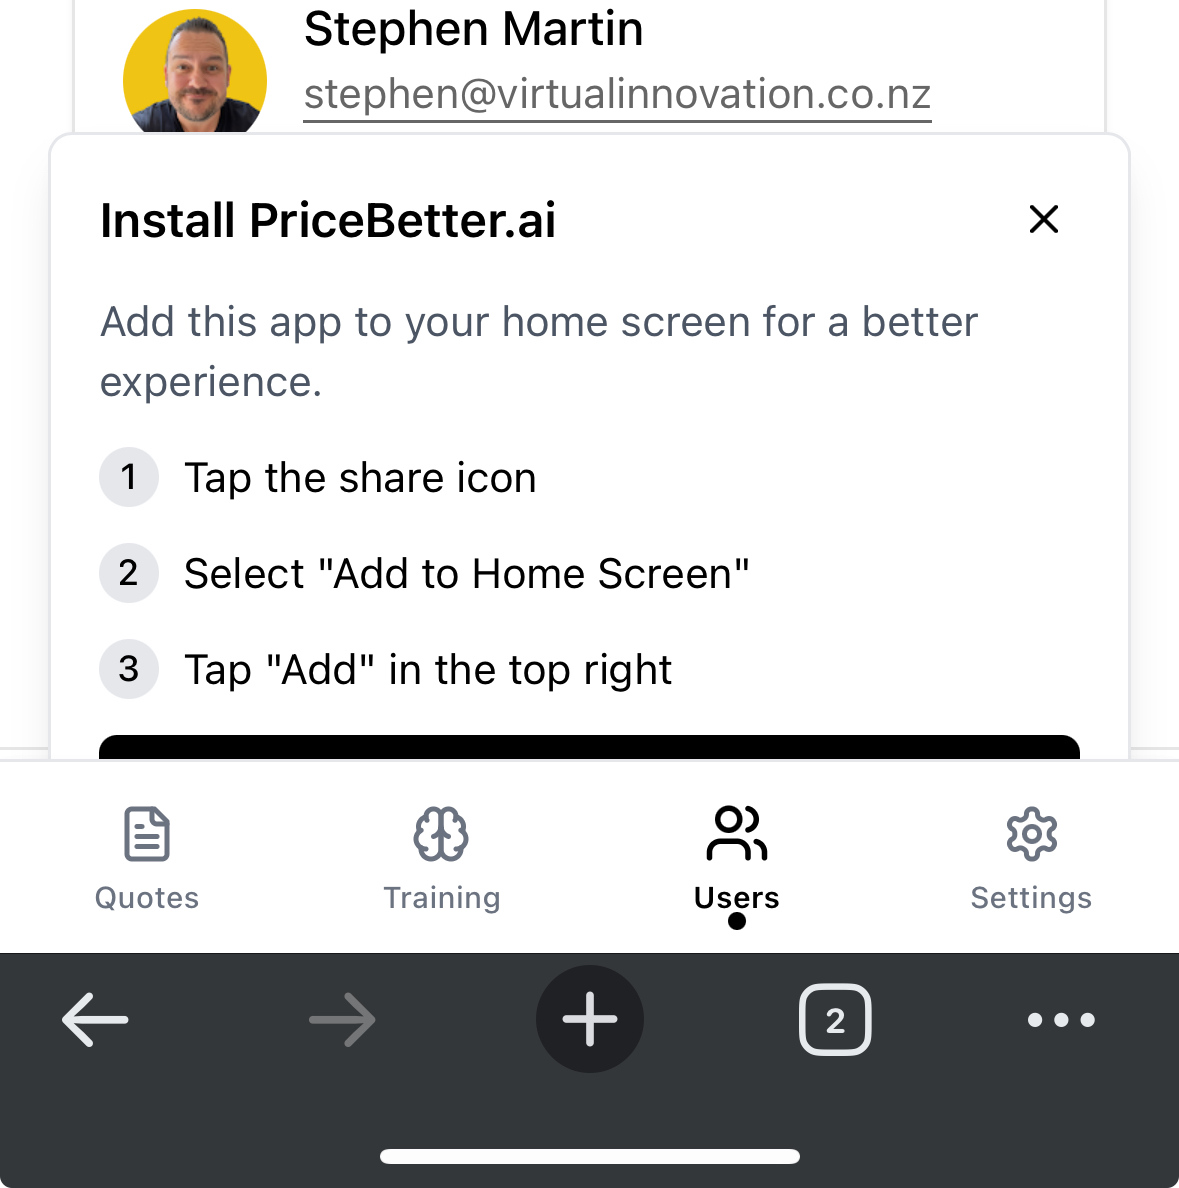 Stephen Martin
stephen@virtualinnovation.co.nz
Install PriceBetter.ai
Add this app to your home screen for a better
experience.
1 Tap the share icon
2 Select "Add to Home Screen"
3 Tap "Add" in the top right
Quotes Training Users Settings
2